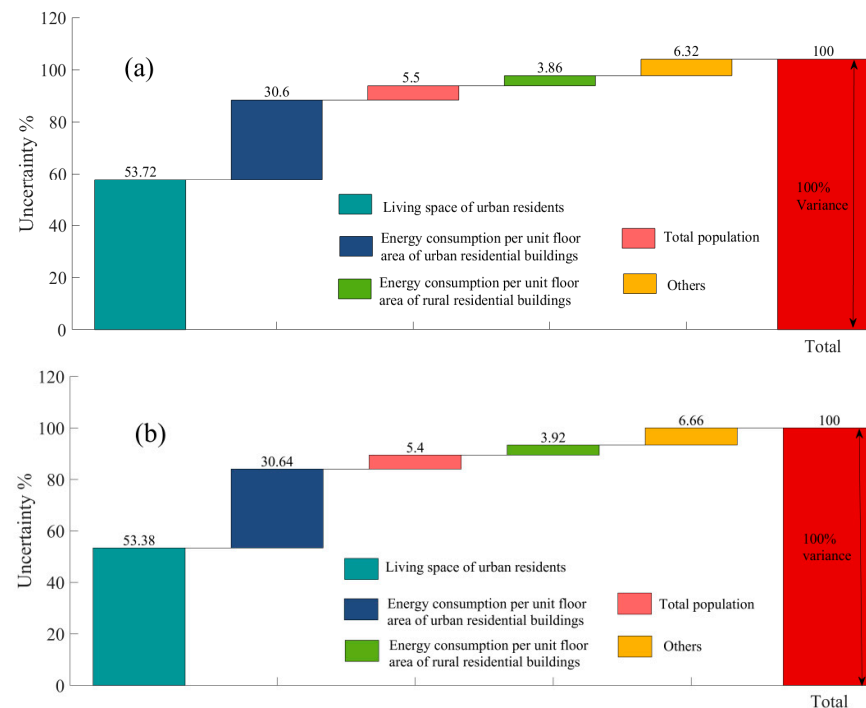 120
(a)
6.32
100
100
3.86
5.5
30.6
80
Uncertainty %
60
53.72
100%
Variance
Living space of urban residents
40
Energy consumption per unit floor
area of urban residential buildings
Total population
20
Energy consumption per unit floor
area of rural residential buildings
Others
0
Total
120
(b)
6.66
100
100
3.92
5.4
30.64
80
Uncertainty %
60
53.38
100%
variance
Living space of urban residents
40
Energy consumption per unit floor
area of urban residential buildings
Total population
20
Energy consumption per unit floor
area of rural residential buildings
Others
0
Total